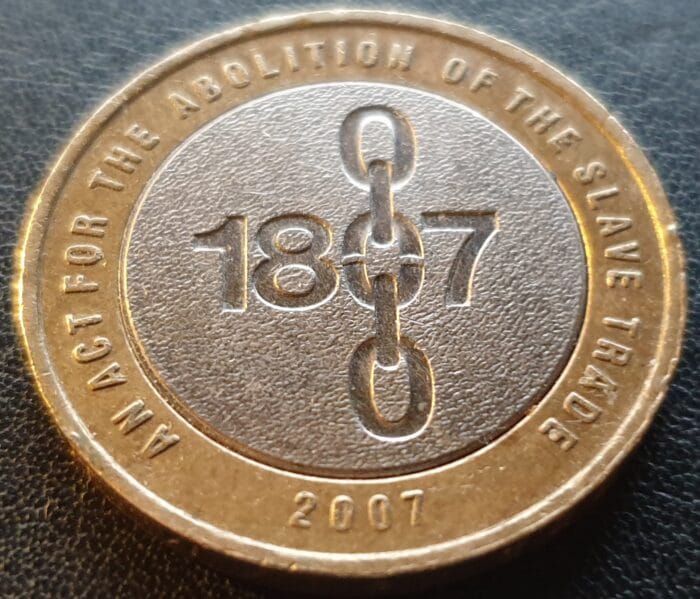 AN ACT FOR THE ABOLITION OF THE SLAVE TRADE
1807
2007